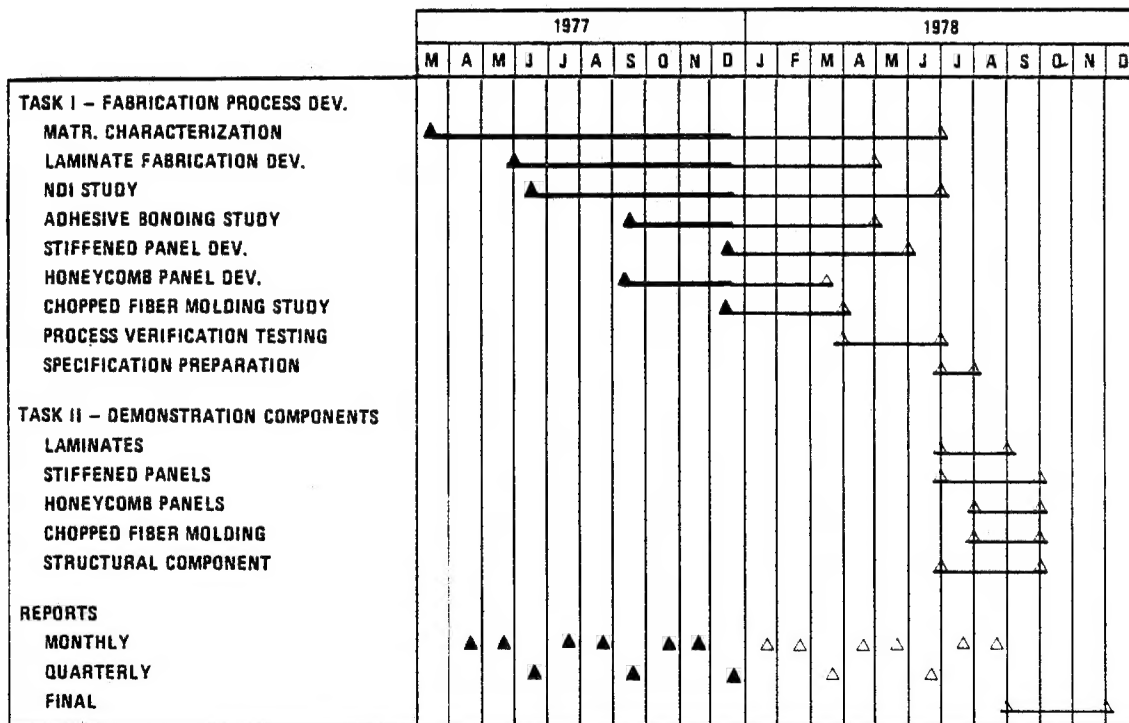 1977 1978
M A M J J A S O N D J F M A M J J A S O N D
TASK I – FABRICATION PROCESS DEV.
MATR. CHARACTERIZATION
LAMINATE FABRICATION DEV.
NDI STUDY
ADHESIVE BONDING STUDY
STIFFENED PANEL DEV.
HONEYCOMB PANEL DEV.
CHOPPED FIBER MOLDING STUDY
PROCESS VERIFICATION TESTING
SPECIFICATION PREPARATION
TASK II – DEMONSTRATION COMPONENTS
LAMINATES
STIFFENED PANELS
HONEYCOMB PANELS
CHOPPED FIBER MOLDING
STRUCTURAL COMPONENT
REPORTS
MONTHLY
QUARTERLY
FINAL